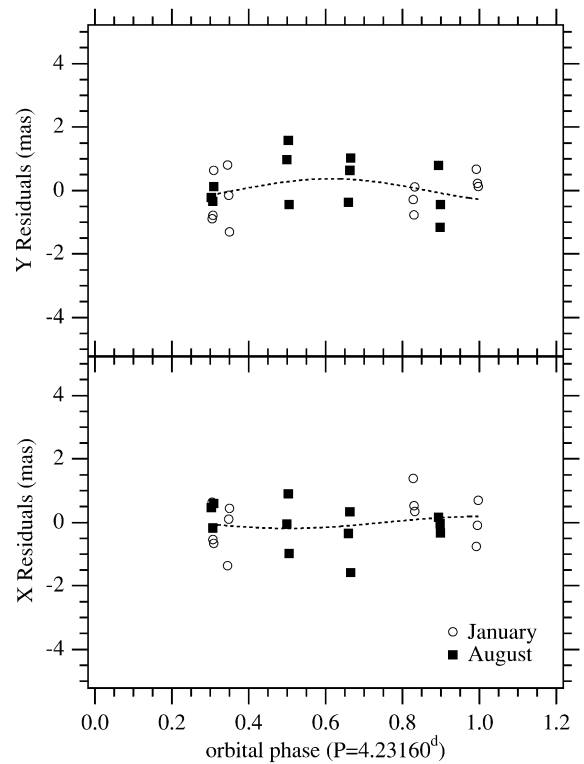 4
2
0
-2
-4
Y Residuals (mas)
4
2
0
-2
-4
X Residuals (mas)
January
August
0.0 0.2 0.4 0.6 0.8 1.0 1.2
orbital phase (P=4.23160ᵈ)